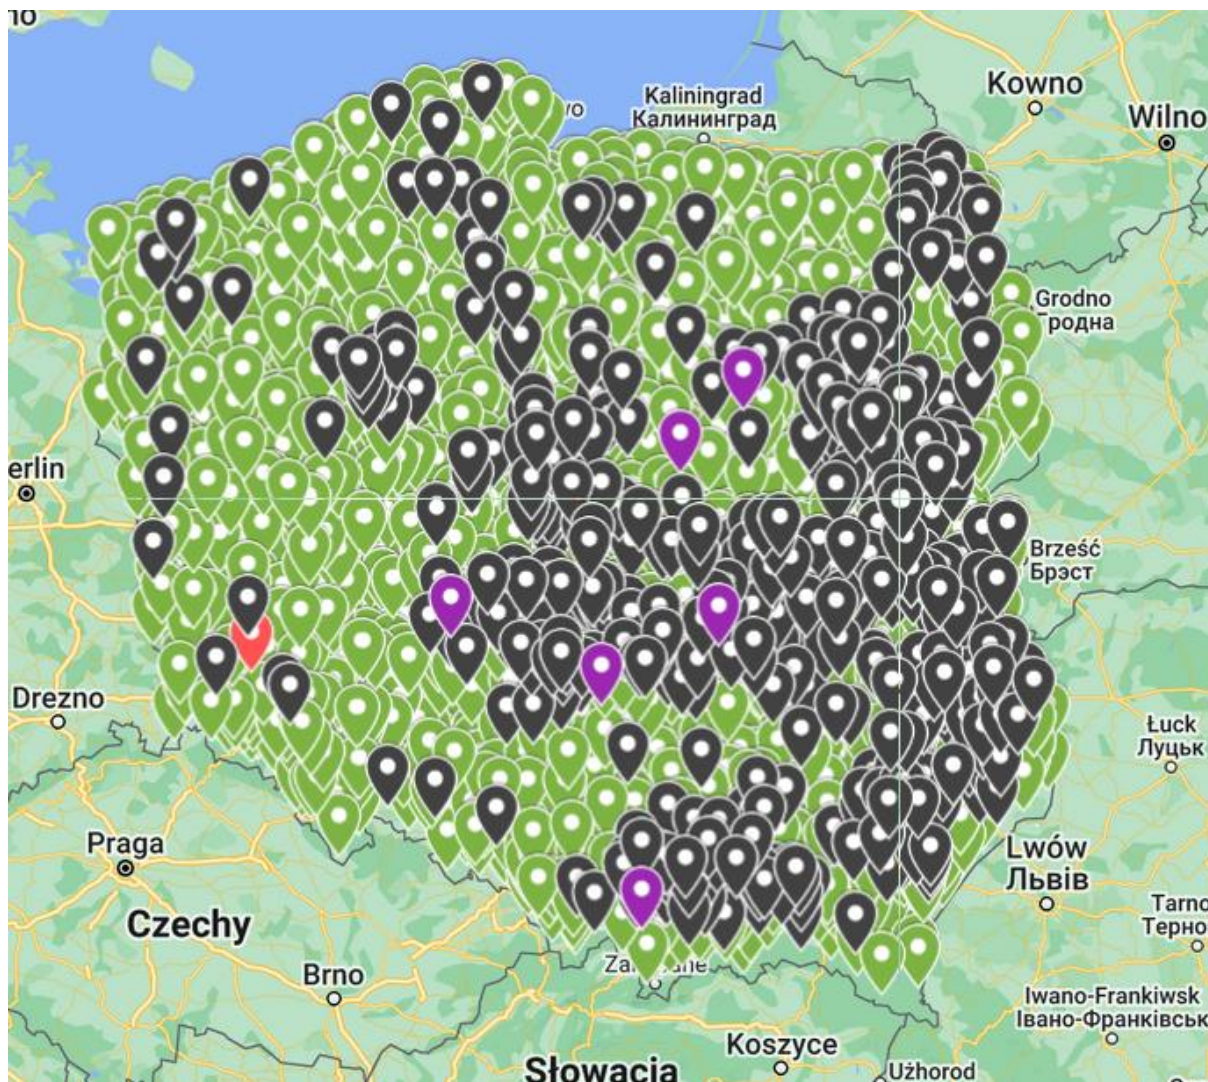 Kowno
Kaliningrad
Калининград
Wilno
Grodno
Гродна
erlin
Brześć
Брэст
Drezno
Łuck
Луцьк
Praga
Lwów
Львів
Czechy
Tarno
Терно
Brno
Iwano-Frankiwsk
Івано-Франківськ
Koszyce
Użhorod
Słowacja